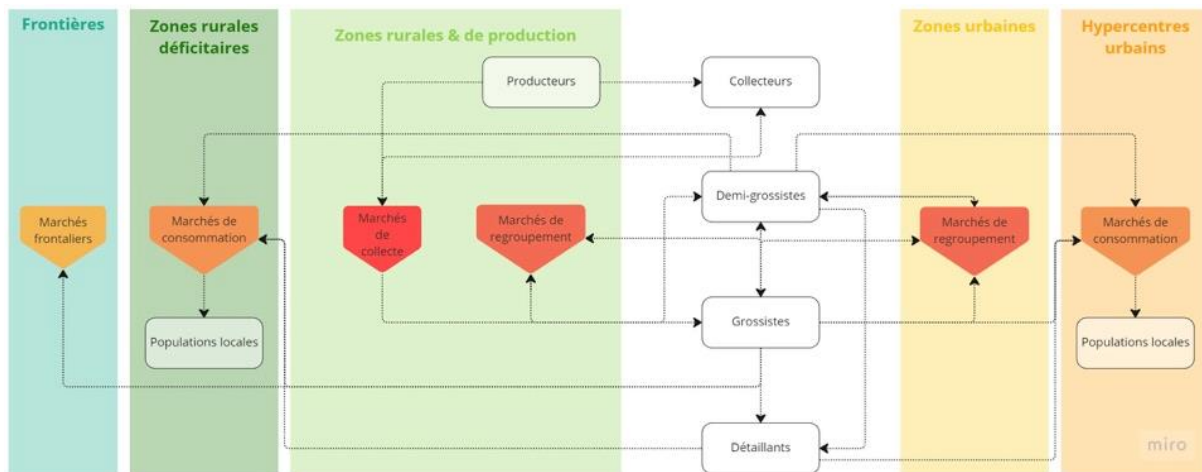 Frontières
Zones rurales
déficitaires
Zones rurales & de production
Zones urbaines
Hypercentres
urbains
Producteurs
Collecteurs
Demi-grossistes
Marchés
frontaliers
Marchés de
consommation
Marchés
de
collecte
Marchés de
regroupement
Marchés de
regroupement
Marchés de
consommation
Populations locales
Grossistes
Populations locales
Détaillants
miro